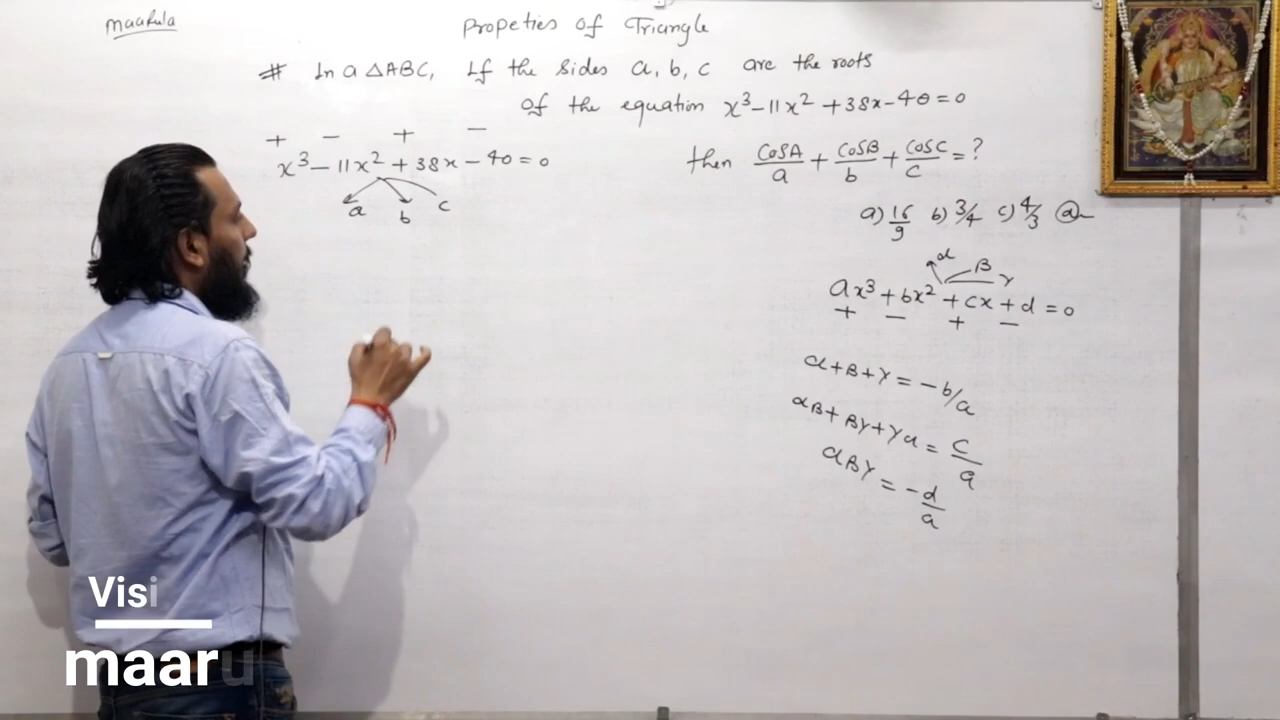 maarula
Propeties of Triangle
# In a △ABC, If the sides a, b, c are the roots
of the equation x³-11x²+38x-40=0
+ - + -
x³-11x²+38x-40=0
a b c
then cosA/a + cosB/b + cosC/c = ?
a) 16/9 b) 3/4 c) 4/3
α β γ
ax³+bx²+cx+d=0
+ - + -
α+β+γ=-b/a
αβ+βγ+γα=c/a
αβγ=-d/a
Visi
maaru